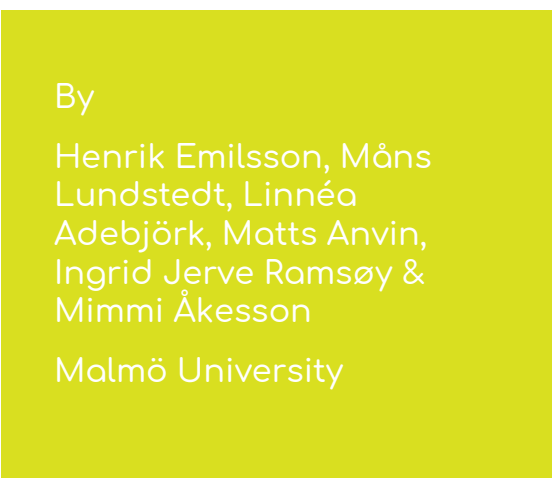 By
Henrik Emilsson, Måns
Lundstedt, Linnéa
Adebjörk, Matts Anvin,
Ingrid Jerve Ramsøy &
Mimmi Åkesson
Malmö University